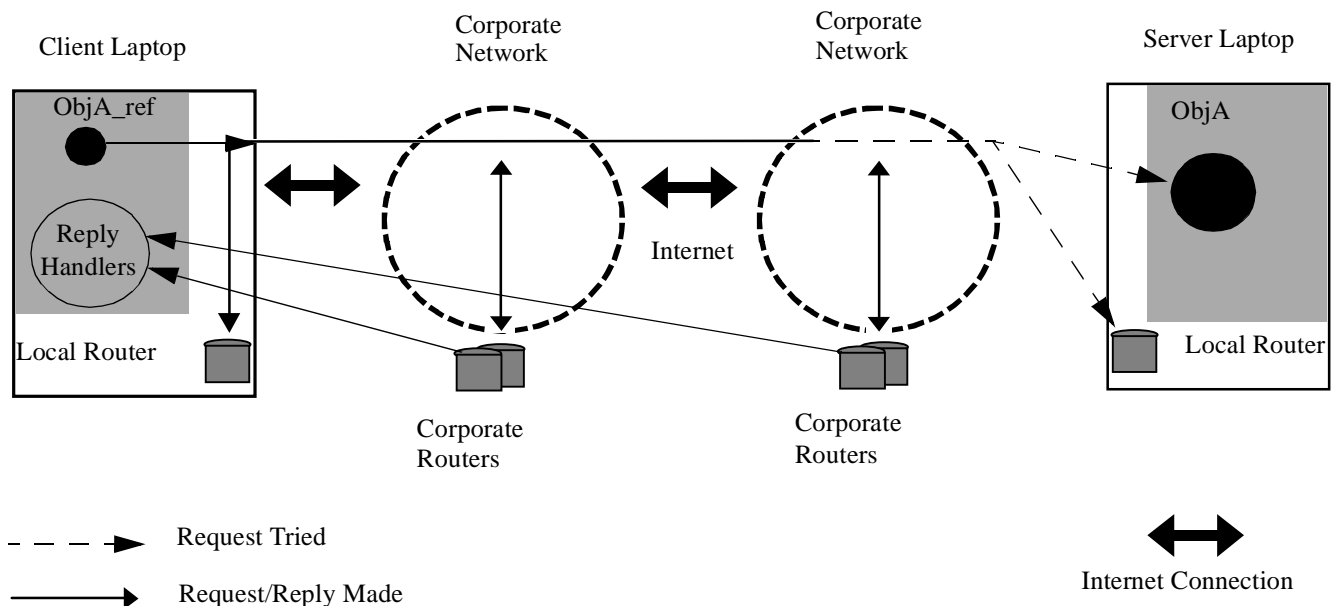 Client Laptop
Corporate
Network
Corporate
Network
Server Laptop
ObjA_ref
ObjA
Reply
Handlers
Internet
Local Router
Local Router
Corporate
Routers
Corporate
Routers
Request Tried
Request/Reply Made
Internet Connection